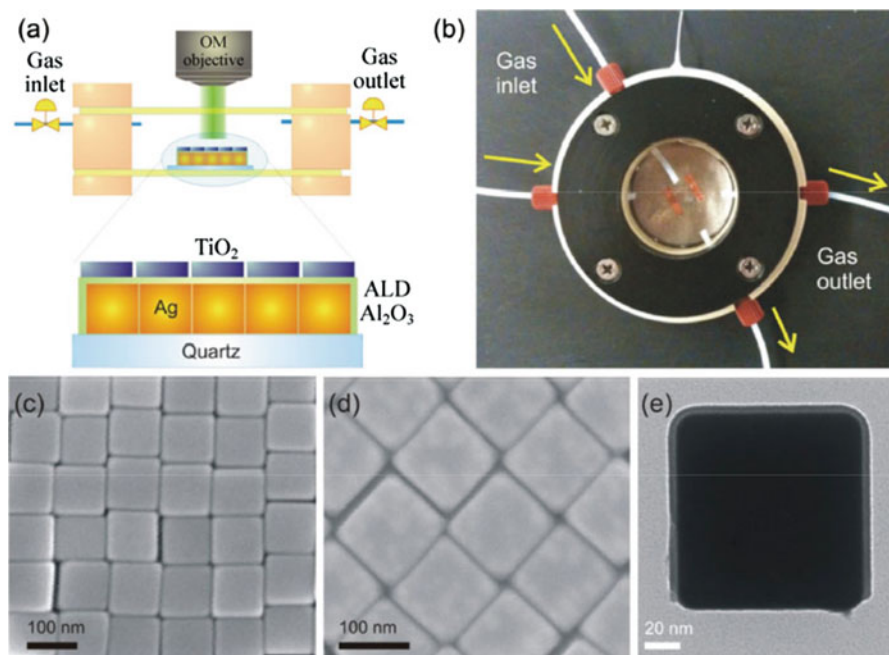 (a)
OM
objective
Gas
inlet
Gas
outlet
TiO2
Ag
ALD
Al2O3
Quartz
(b)
Gas
inlet
Gas
outlet
(c)
100 nm
(d)
100 nm
(e)
20 nm